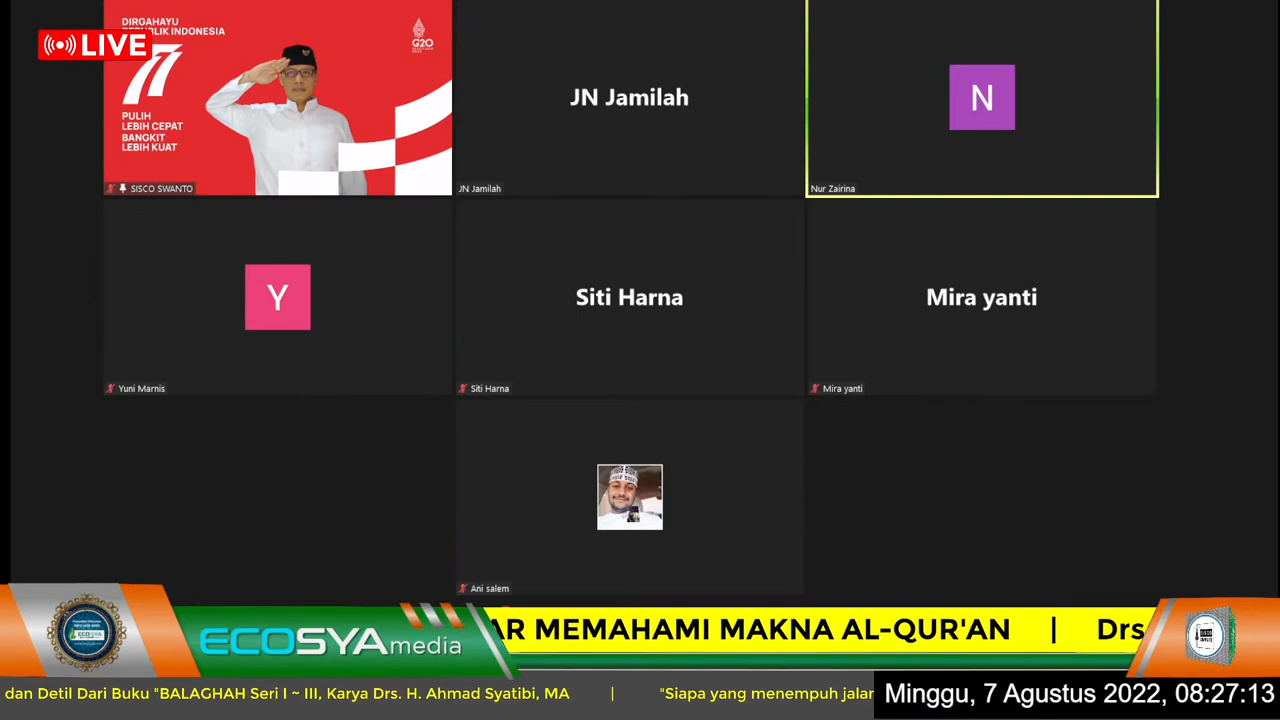 DIRGAHAYU
REPUBLIK INDONESIA
LIVE
77
PULIH
LEBIH CEPAT
BANGKIT
LEBIH KUAT
G20
SISCO SWANTO
JN Jamilah
JN Jamilah
N
Nur Zairina
Y
Yuni Marnis
Siti Harna
Siti Harna
Mira yanti
Mira yanti
Ani salem
ECOSYAmedia
AR MEMAHAMI MAKNA AL-QUR'AN | Drs
dan Detil Dari Buku "BALAGHAH Seri I ~ III, Karya Drs. H. Ahmad Syatibi, MA | "Siapa yang menempuh jalan
Minggu, 7 Agustus 2022, 08:27:13